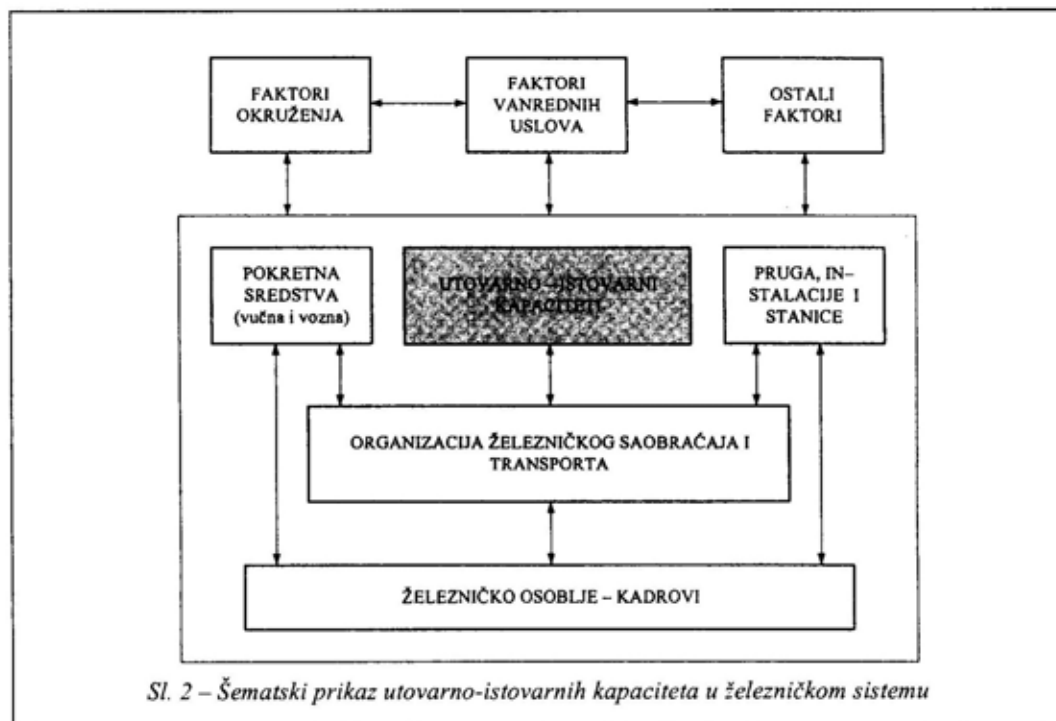 FAKTORI
OKRUŽENJA
FAKTORI
VANREDNIH
USLOVA
OSTALI
FAKTORI
POKRETNA
SREDSTVA
(vučna i vozna)
UTOVARNO – ISTOVARNI
KAPACITETI
PRUGA, IN–
STALACIJE I
STANICE
ORGANIZACIJA ŽELEZNIČKOG SAOBRAĆAJA I
TRANSPORTA
ŽELEZNIČKO OSOBLJE – KADROVI
Sl. 2 – Šematski prikaz utovarno-istovarnih kapaciteta u železničkom sistemu